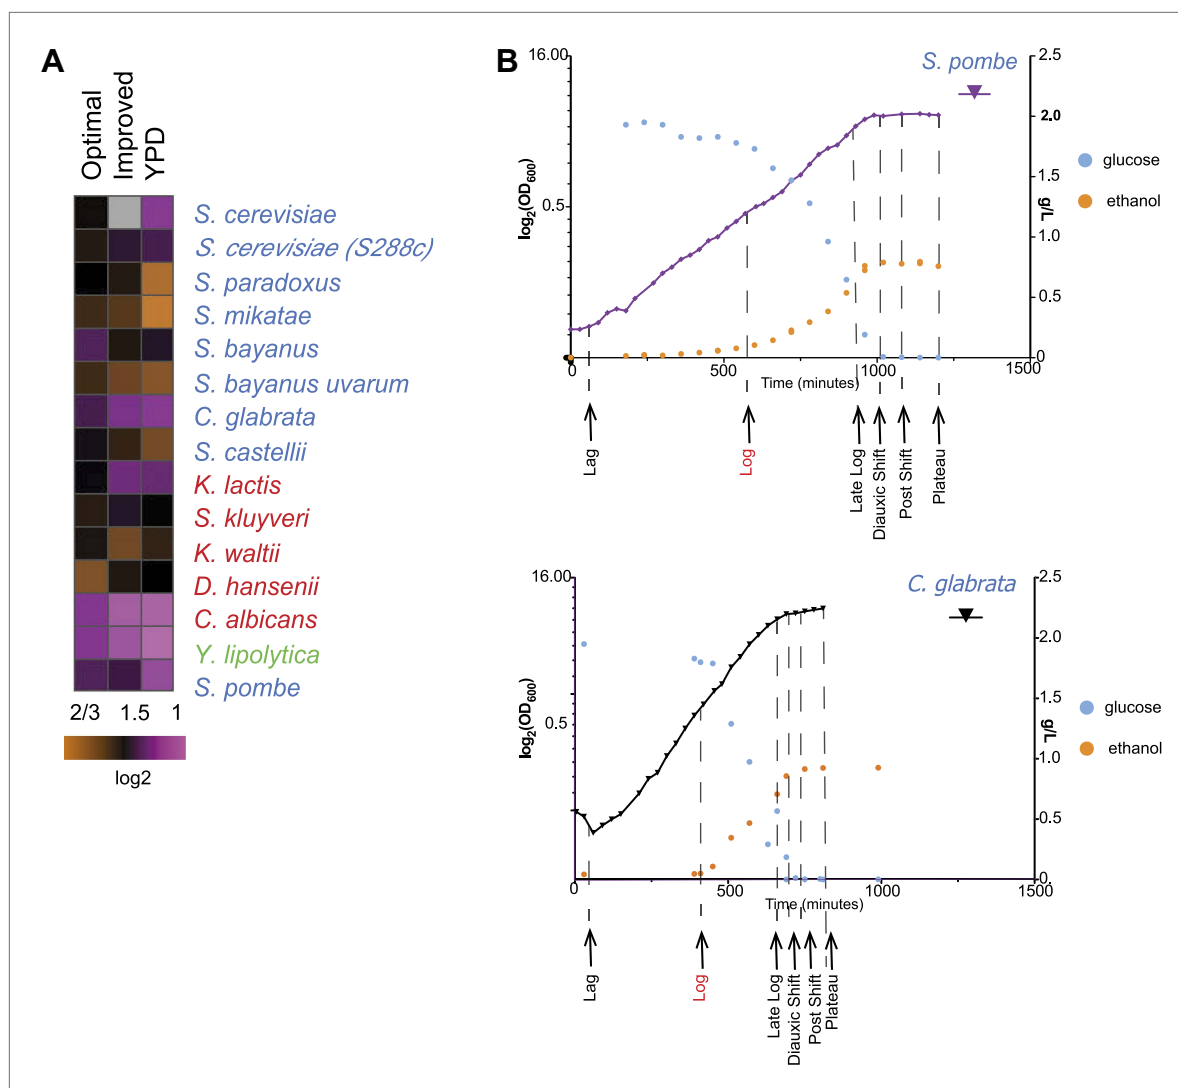 A
Optimal
Improved
YPD
S. cerevisiae
S. cerevisiae (S288c)
S. paradoxus
S. mikatae
S. bayanus
S. bayanus uvarum
C. glabrata
S. castellii
K. lactis
S. kluyveri
K. waltii
D. hansenii
C. albicans
Y. lipolytica
S. pombe
2/3 1.5 1
log2
B
16.00
0.5
log2(OD600)
S. pombe
2.5
2.0
1.5
1.0
0.5
0
g/L
glucose
ethanol
0 500 1000 1500
Time (minutes)
Lag
Log
Late Log
Diauxic Shift
Post Shift
Plateau
16.00
0.5
log2(OD600)
C. glabrata
2.5
2.0
1.5
1.0
0.5
0
g/L
glucose
ethanol
0 500 1000 1500
Time (minutes)
Lag
Log
Late Log
Diauxic Shift
Post Shift
Plateau